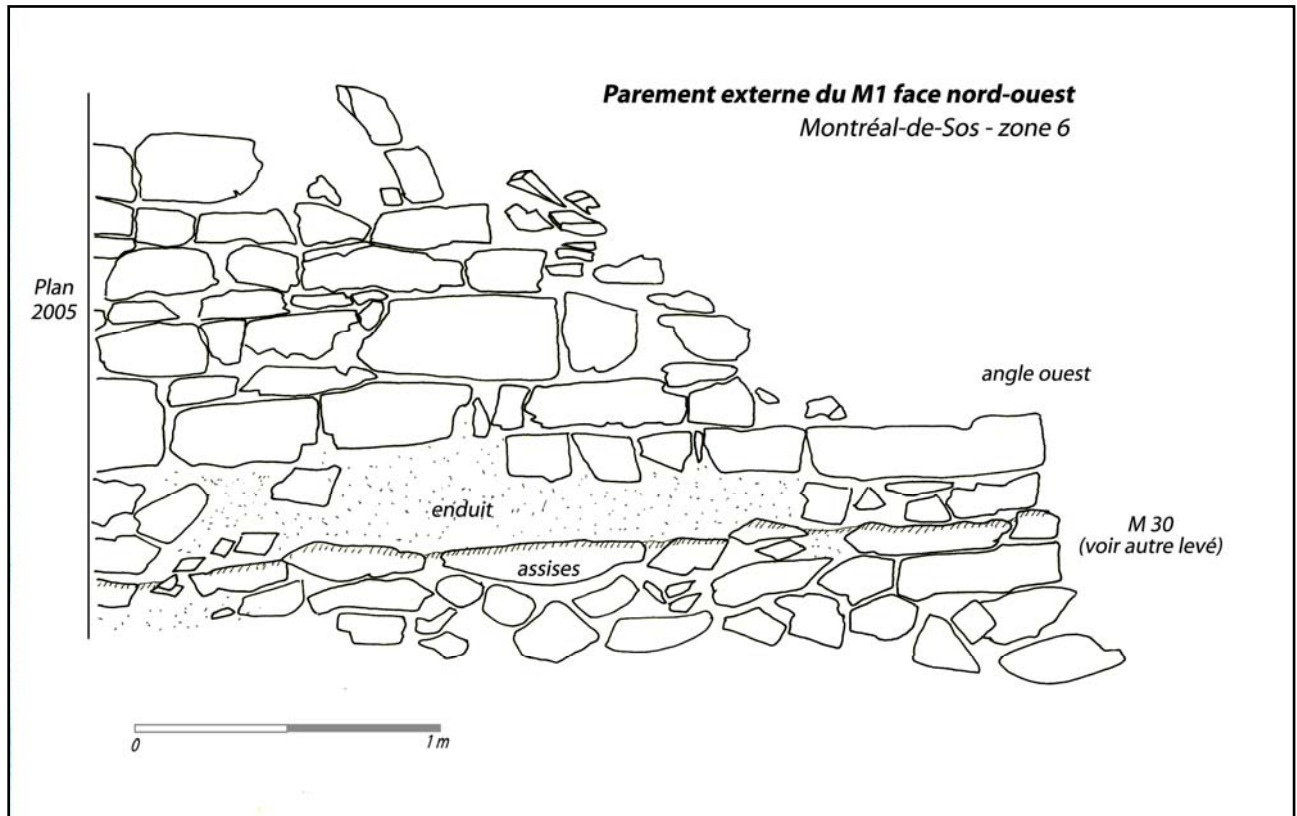 Parement externe du M1 face nord-ouest
Montréal-de-Sos - zone 6
Plan
2005
angle ouest
enduit
M 30
(voir autre levé)
assises
0
1 m